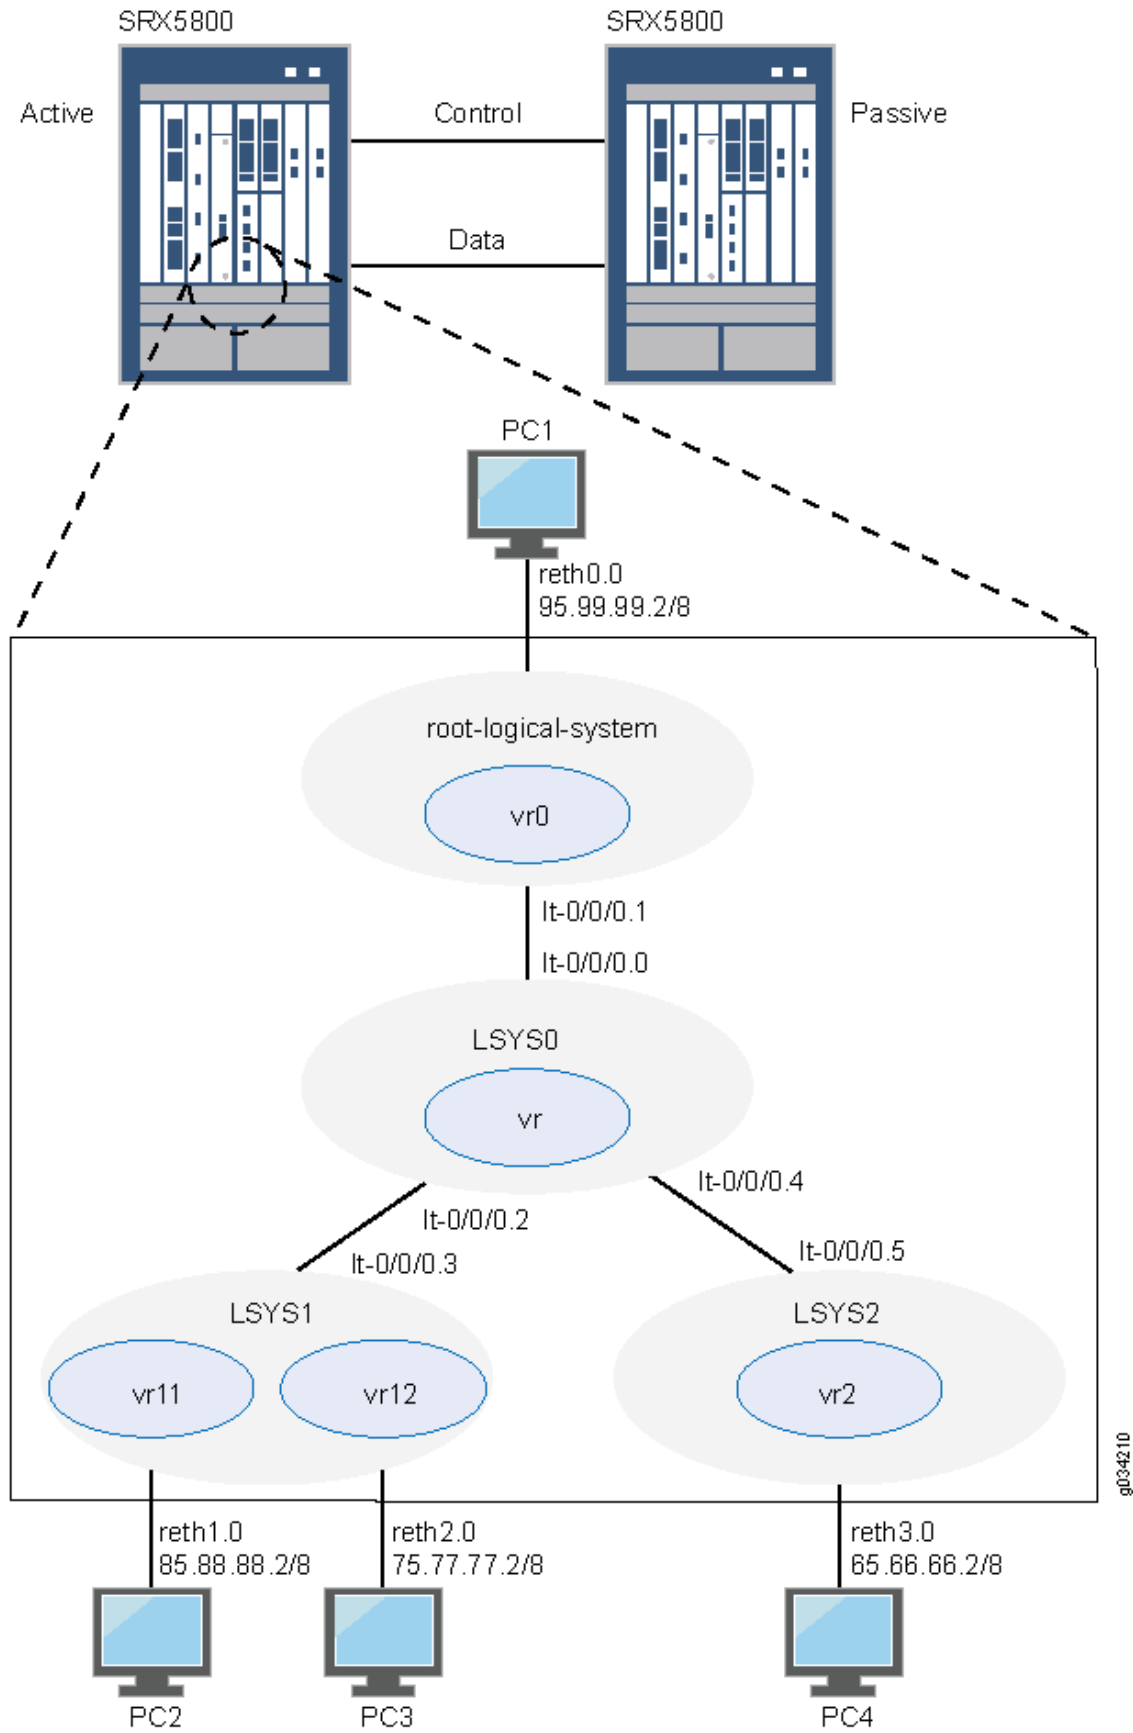 SRX5800
SRX5800
Active
Control
Passive
Data
PC1
reth0.0
95.99.99.2/8
root-logical-system
vr0
lt-0/0/0.1
lt-0/0/0.0
LSYS0
vr
lt-0/0/0.4
lt-0/0/0.2
lt-0/0/0.5
lt-0/0/0.3
LSYS1
LSYS2
vr11
vr12
vr2
g034210
reth1.0
85.88.88.2/8
reth2.0
75.77.77.2/8
reth3.0
65.66.66.2/8
PC2
PC3
PC4